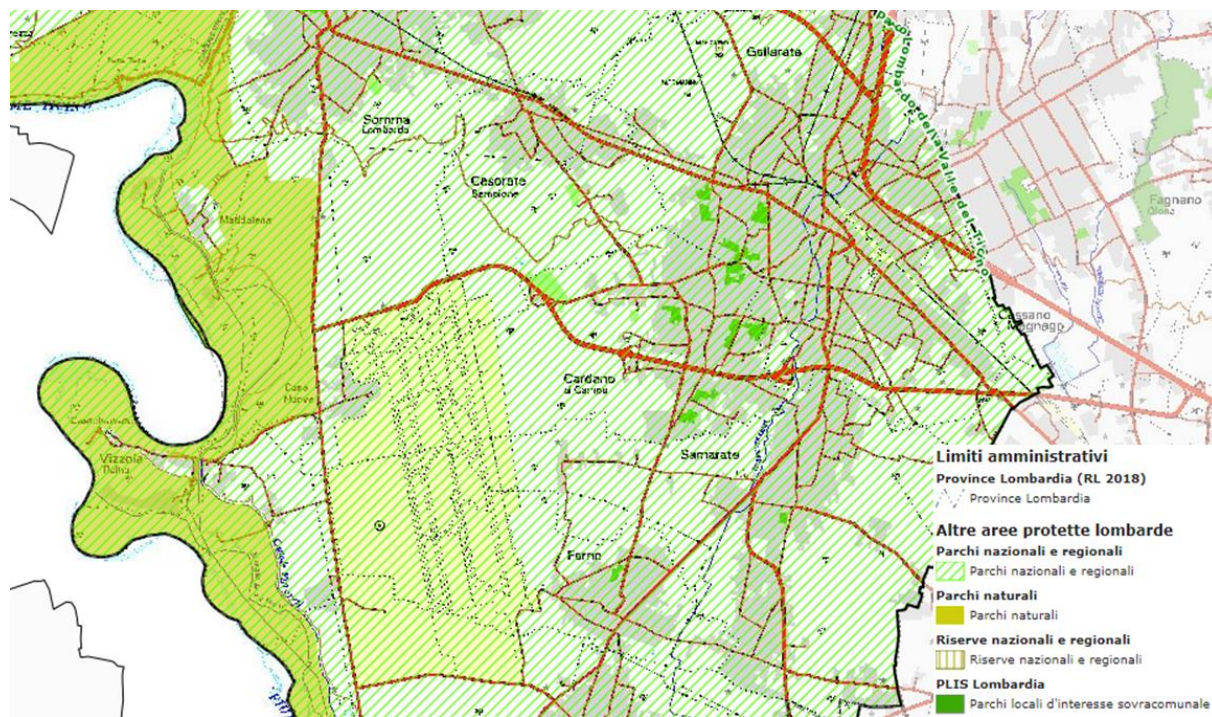 Gallarate
Somma
Lombardo
Parco lombardo della Valle del Ticino
Casorate
Sempione
Fagnano
Olona
Maddalena
Cassano
Magnago
Case
Nuove
Cardano
al Campo
Castelnovate
Vizzola
Ticino
Samarate
Ferno
Limiti amministrativi
Province Lombardia (RL 2018)
Province Lombardia
Altre aree protette lombarde
Parchi nazionali e regionali
Parchi nazionali e regionali
Parchi naturali
Parchi naturali
Riserve nazionali e regionali
Riserve nazionali e regionali
PLIS Lombardia
Parchi locali d'interesse sovracomunale